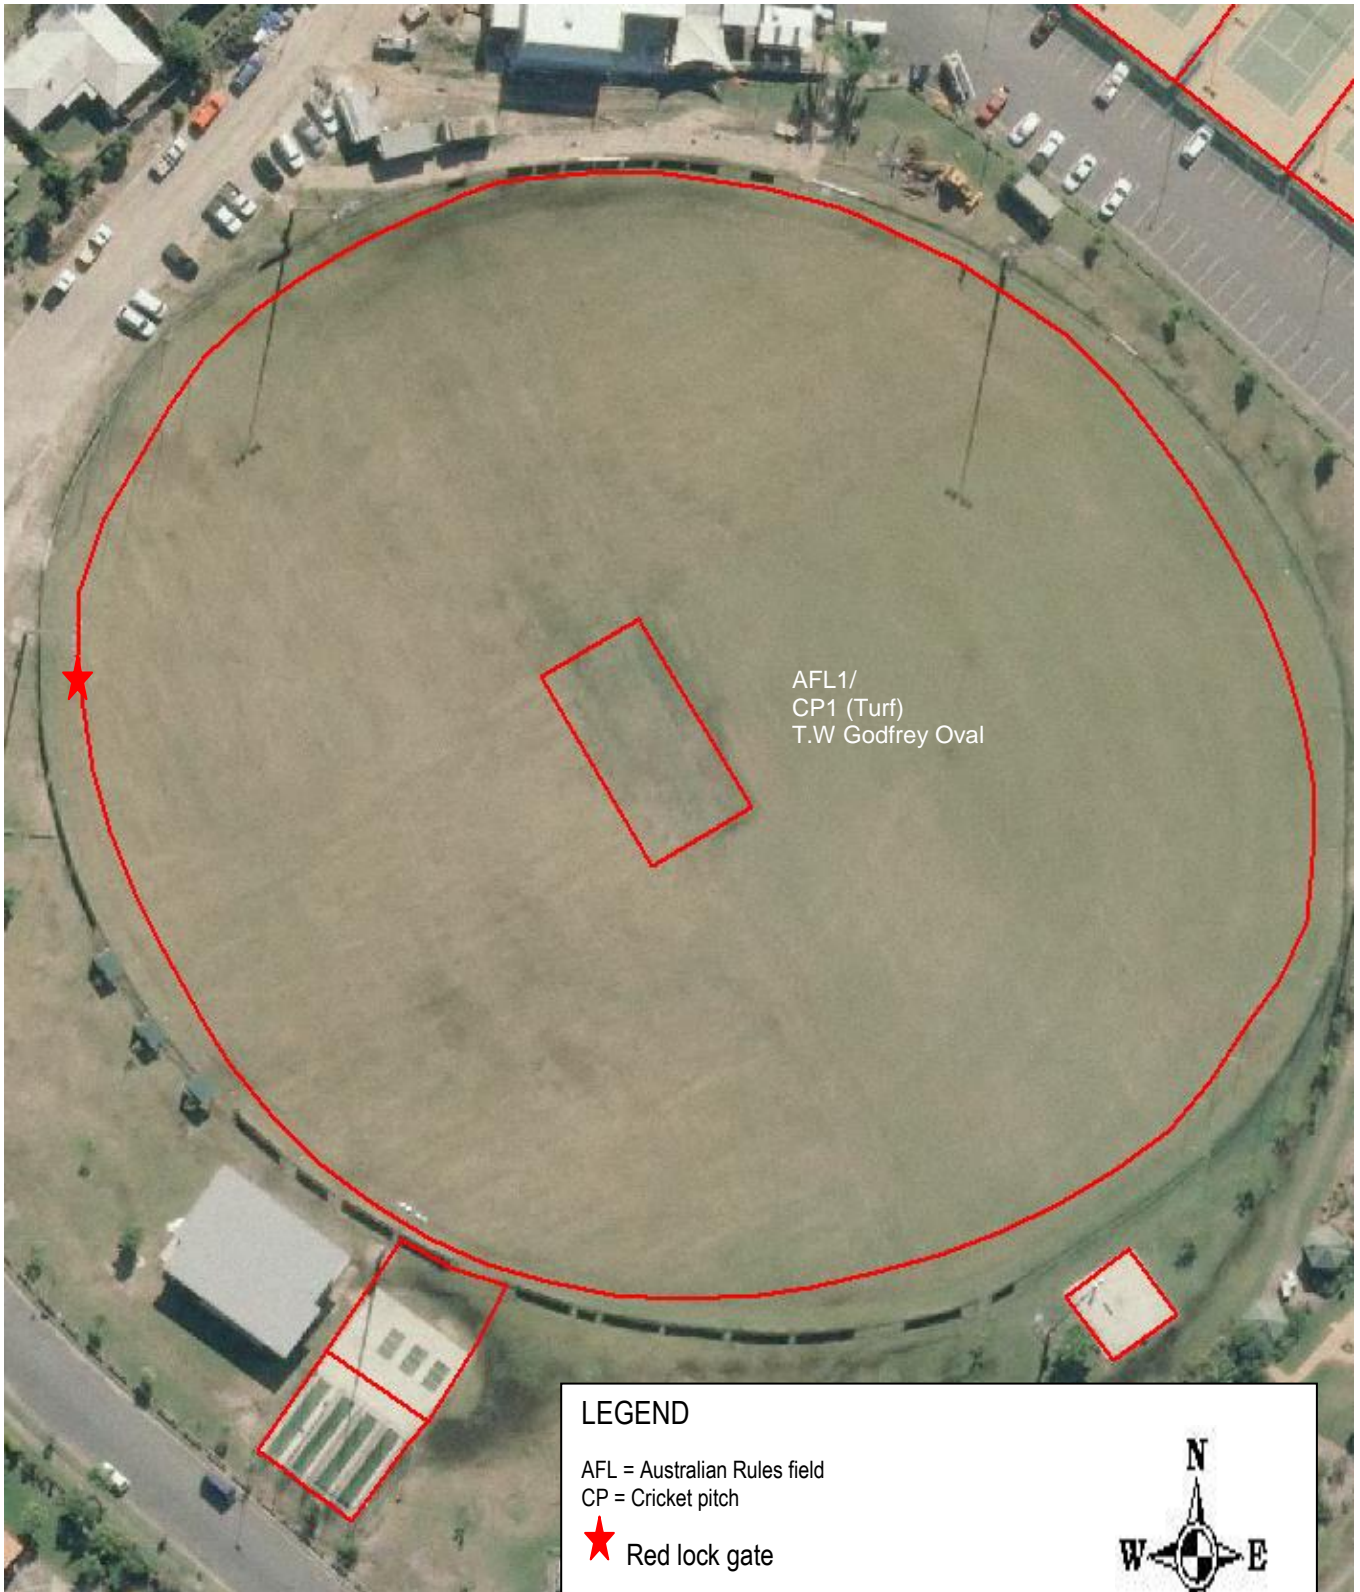 AFL1/
CP1 (Turf)
T.W Godfrey Oval
LEGEND
AFL = Australian Rules field
CP = Cricket pitch
Red lock gate
N
W E